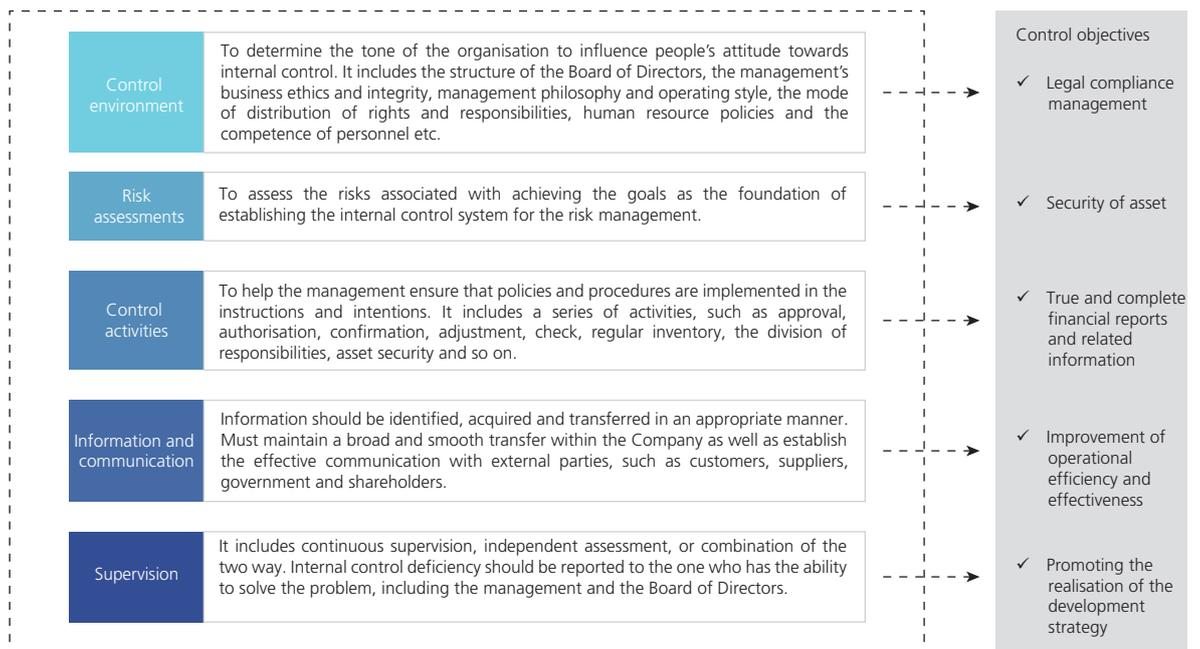 Control
environment
To determine the tone of the organisation to influence people's attitude towards
internal control. It includes the structure of the Board of Directors, the management's
business ethics and integrity, management philosophy and operating style, the mode
of distribution of rights and responsibilities, human resource policies and the
competence of personnel etc.
Risk
assessments
To assess the risks associated with achieving the goals as the foundation of
establishing the internal control system for the risk management.
Control
activities
To help the management ensure that policies and procedures are implemented in the
instructions and intentions. It includes a series of activities, such as approval,
authorisation, confirmation, adjustment, check, regular inventory, the division of
responsibilities, asset security and so on.
Information and
communication
Information should be identified, acquired and transferred in an appropriate manner.
Must maintain a broad and smooth transfer within the Company as well as establish
the effective communication with external parties, such as customers, suppliers,
government and shareholders.
Supervision
It includes continuous supervision, independent assessment, or combination of the
two way. Internal control deficiency should be reported to the one who has the ability
to solve the problem, including the management and the Board of Directors.
Control objectives
✓ Legal compliance
management
✓ Security of asset
✓ True and complete
financial reports
and related
information
✓ Improvement of
operational
efficiency and
effectiveness
✓ Promoting the
realisation of the
development
strategy